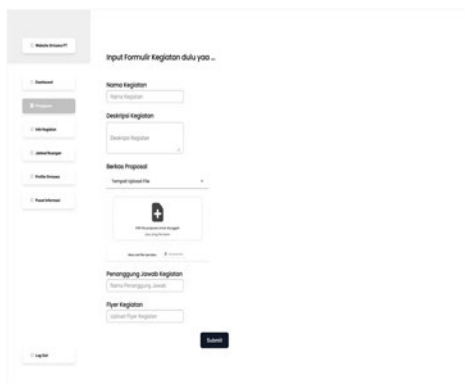 Website Ormawa PT
Input Formulir Kegiatan dulu yaa ...
Dashboard
Nama Kegiatan
Nama Kegiatan
Pengajuan
Deskripsi Kegiatan
Info Kegiatan
Deskripsi Kegiatan
Jadwal Ruangan
Berkas Proposal
Profile Ormawa
Tempat Upload File
Pusat Informasi
Penanggung Jawab Kegiatan
Nama Penanggung Jawab
Flyer Kegiatan
Upload Flyer Kegiatan
Submit
Log Out